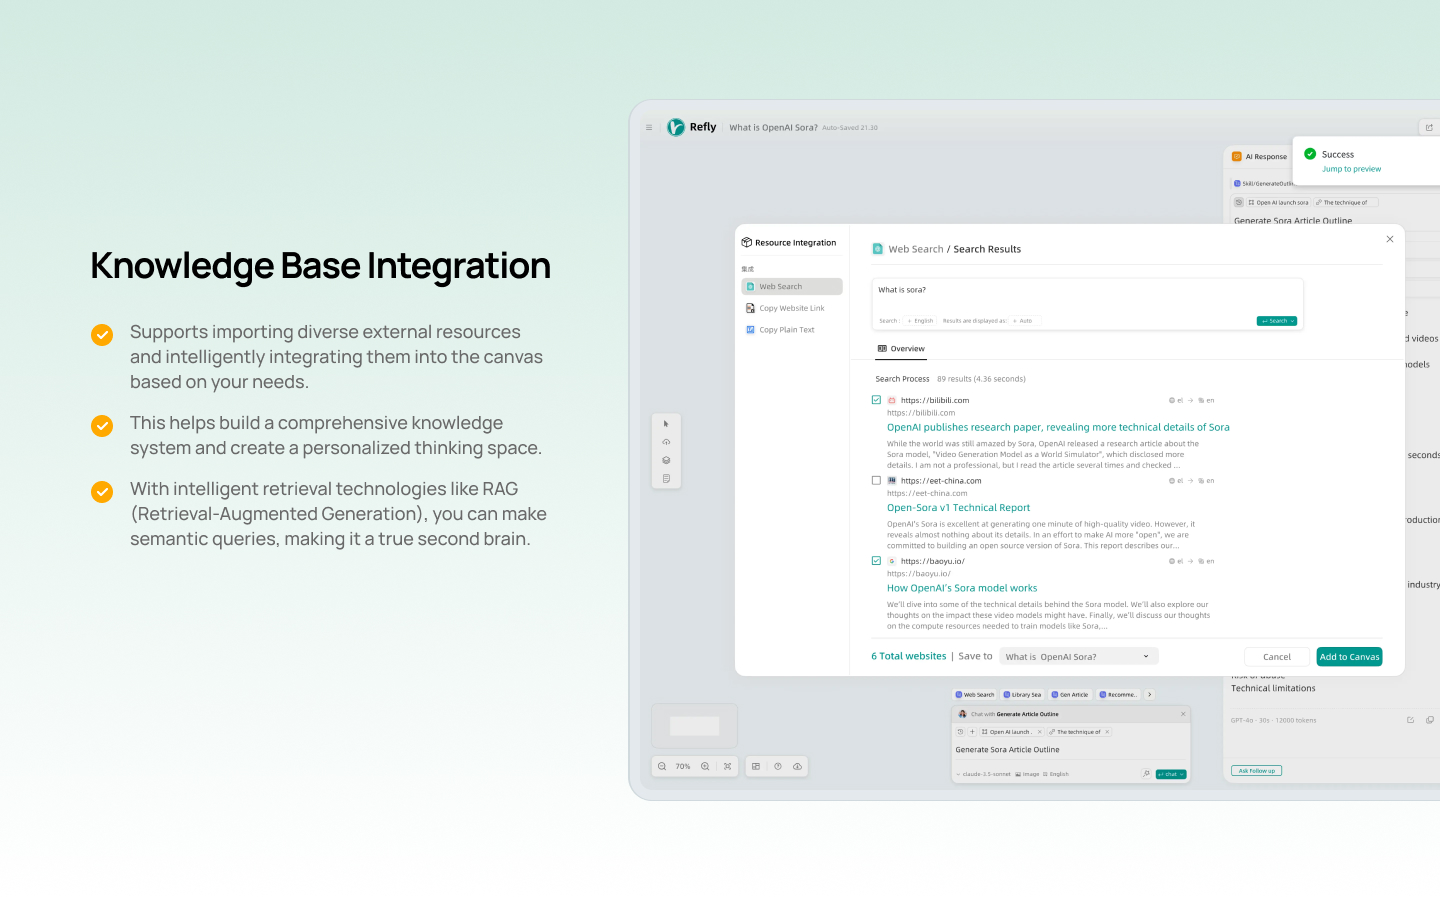 Knowledge Base Integration
Supports importing diverse external resources
and intelligently integrating them into the canvas
based on your needs.
This helps build a comprehensive knowledge
system and create a personalized thinking space.
With intelligent retrieval technologies like RAG
(Retrieval-Augmented Generation), you can make
semantic queries, making it a true second brain.
Refly
What is OpenAI Sora?
Auto-Saved 21.30
Success
Jump to preview
AI Response
Skill/GenerateOutlin
Open AI launch sora
The technique of
Generate Sora Article Outline
Resource Integration
集成
Web Search
Copy Website Link
Copy Plain Text
Web Search / Search Results
What is sora?
Search :
English
Results are displayed as:
Auto
Search
Overview
Search Process 89 results (4.36 seconds)
https://bilibili.com
el → en
https://bilibili.com
OpenAI publishes research paper, revealing more technical details of Sora
While the world was still amazed by Sora, OpenAI released a research article about the
Sora model, "Video Generation Model as a World Simulator", which disclosed more
details. I am not a professional, but I read the article several times and checked ...
https://eet-china.com
el → en
https://eet-china.com
Open-Sora v1 Technical Report
OpenAI's Sora is excellent at generating one minute of high-quality video. However, it
reveals almost nothing about its details. In an effort to make AI more "open", we are
committed to building an open source version of Sora. This report describes our...
https://baoyu.io/
el → en
https://baoyu.io/
How OpenAI's Sora model works
We'll dive into some of the technical details behind the Sora model. We'll also explore our
thoughts on the impact these video models might have. Finally, we'll discuss our thoughts
on the compute resources needed to train models like Sora,...
6 Total websites | Save to
What is OpenAI Sora?
Cancel
Add to Canvas
e
d videos
nodels
seconds
roduction
industry
Technical limitations
GPT-4o · 30s · 12000 tokens
Ask Follow up
Web Search
Library Sea
Gen Article
Recomme..
Chat with Generate Article Outline
Open AI launch .
The technique of
Generate Sora Article Outline
claude-3.5-sonnet
Image
English
chat
70%